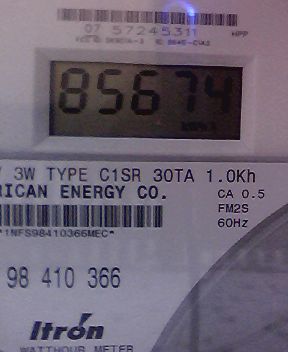 07 57245311 MPP
85674
3W TYPE C1SR 30TA 1.0Kh
RICAN ENERGY CO.
CA 0.5
FM2S
60Hz
*1NFS98410366MEC*
98 410 366
Itron
WATTHOUR METER